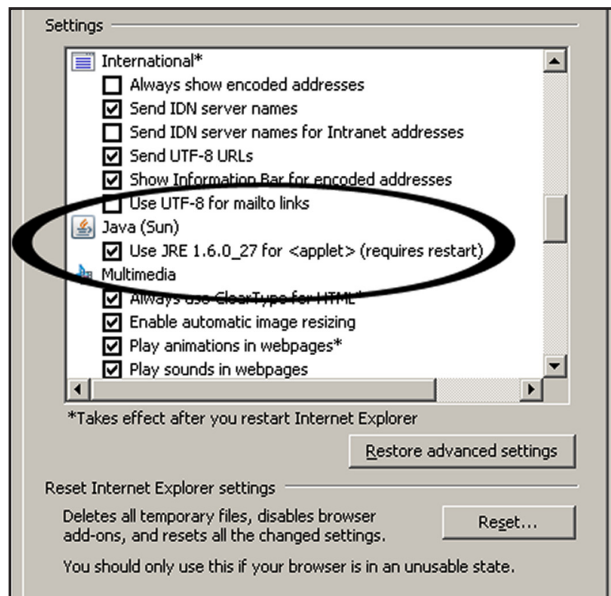 Settings
International*
Always show encoded addresses
Send IDN server names
Send IDN server names for Intranet addresses
Send UTF-8 URLs
Show Information Bar for encoded addresses
Use UTF-8 for mailto links
Java (Sun)
Use JRE 1.6.0_27 for <applet> (requires restart)
Multimedia
Always use ClearType for HTML*
Enable automatic image resizing
Play animations in webpages*
Play sounds in webpages
*Takes effect after you restart Internet Explorer
Restore advanced settings
Reset Internet Explorer settings
Deletes all temporary files, disables browser
add-ons, and resets all the changed settings.
Reset...
You should only use this if your browser is in an unusable state.